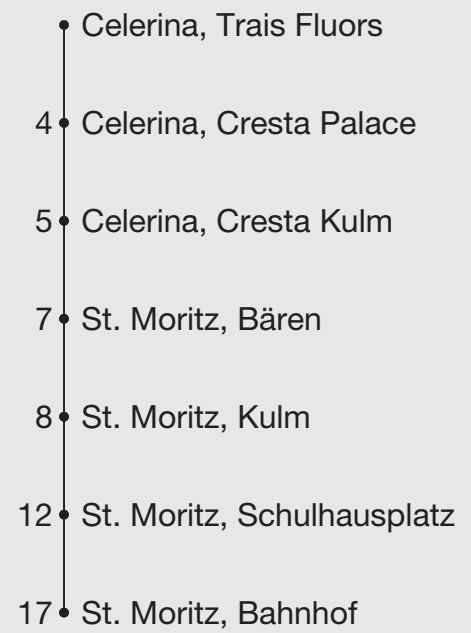 Celerina, Trais Fluors
4 Celerina, Cresta Palace
5 Celerina, Cresta Kulm
7 St. Moritz, Bären
8 St. Moritz, Kulm
12 St. Moritz, Schulhausplatz
17 St. Moritz, Bahnhof